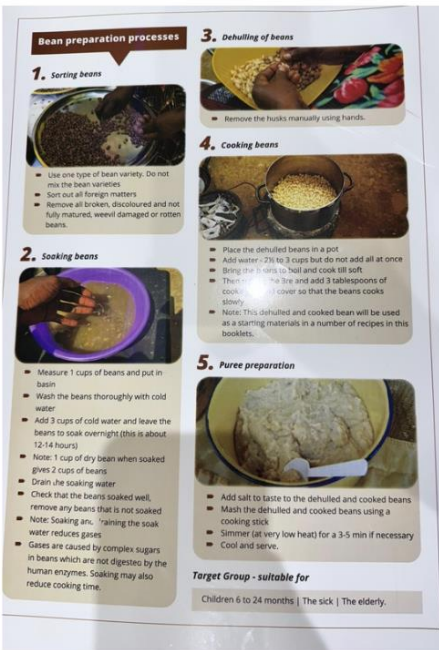 Bean preparation processes
1. Sorting beans
Use one type of bean variety. Do not
mix the bean varieties
Sort out all foreign matters
Remove all broken, discoloured and not
fully matured, weevil damaged or rotten
beans.
2. Soaking beans
Measure 1 cups of beans and put in
basin
Wash the beans thoroughly with cold
water
Add 3 cups of cold water and leave the
beans to soak overnight (this is about
12-14 hours)
Note: 1 cup of dry bean when soaked
gives 2 cups of beans
Drain the soaking water
Check that the beans soaked well,
remove any beans that is not soaked
Note: Soaking and draining the soak
water reduces gases
Gases are caused by complex sugars
in beans which are not digested by the
human enzymes. Soaking may also
reduce cooking time.
3. Dehulling of beans
Remove the husks manually using hands.
4. Cooking beans
Place the dehulled beans in a pot
Add water - 2½ to 3 cups but do not add all at once
Bring the beans to boil and cook till soft
Then and add 3 tablespoons of
cover so that the beans cooks
slowly
Note: This dehulled and cooked bean will be used
as a starting materials in a number of recipes in this
booklets.
5. Puree preparation
Add salt to taste to the dehulled and cooked beans
Mash the dehulled and cooked beans using a
cooking stick
Simmer (at very low heat) for a 3-5 min if necessary
Cool and serve.
Target Group - suitable for
Children 6 to 24 months | The sick | The elderly.